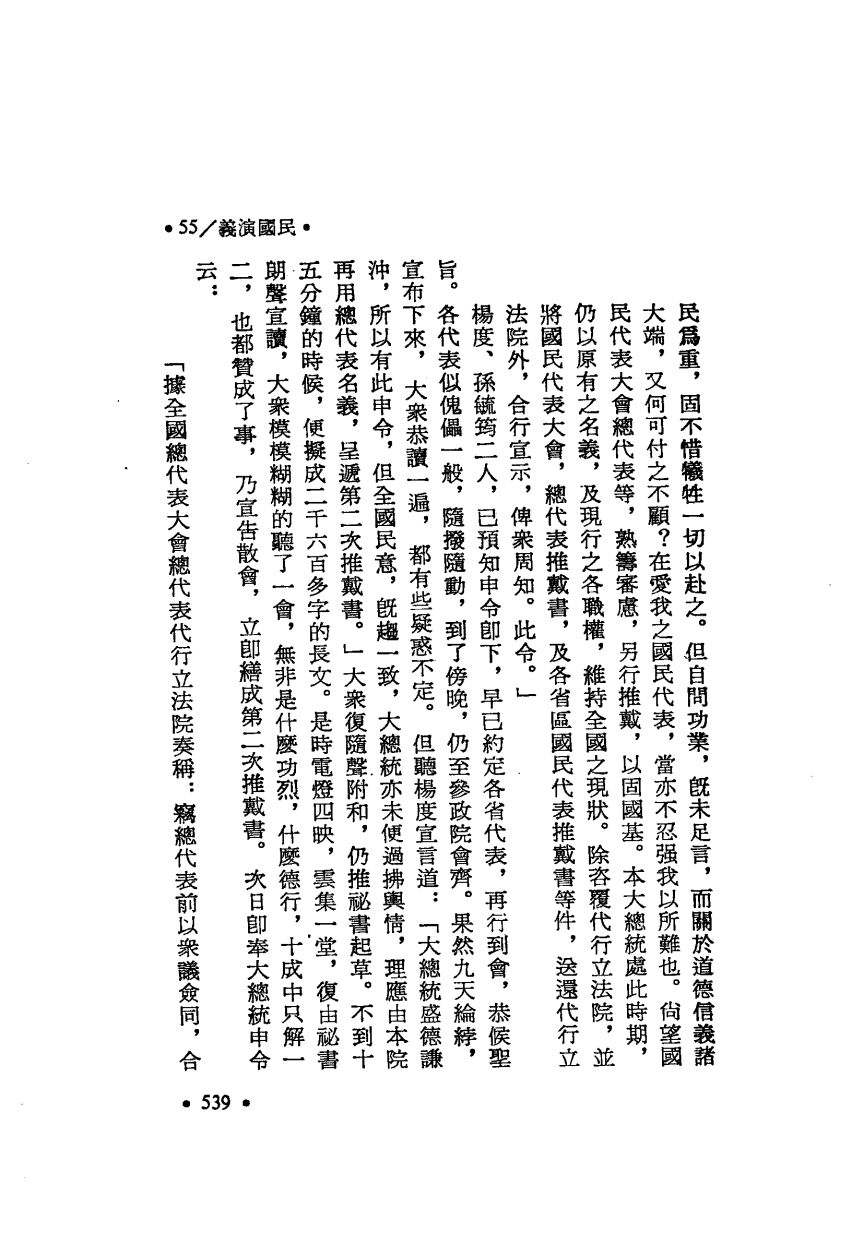 •55/義演國民•
民爲重，固不惜犧牲一切以赴之。但自問功業，旣未足言，而關於道德信義諸
大端，又何可付之不顧？在愛我之國民代表，當亦不忍强我以所難也。尙望國
民代表大會總代表等，熟籌審慮，另行推戴，以固國基。本大總統處此時期，
仍以原有之名義，及現行之各職權，維持全國之現狀。除咨覆代行立法院，並
將國民代表大會，總代表推戴書，及各省區國民代表推戴書等件，送還代行立
法院外，合行宣示，俾衆周知。此令。」
楊度、孫毓筠二人，已預知申令卽下，早已約定各省代表，再行到會，恭候聖
旨。各代表似傀儡一般，隨撥隨動，到了傍晚，仍至參政院會齊。果然九天綸綍，
宣布下來，大衆恭讀一遍，都有些疑惑不定。但聽楊度宣言道：「大總統盛德謙
沖，所以有此申令，但全國民意，旣趨一致，大總統亦未便過拂輿情，理應由本院
再用總代表名義，呈遞第二次推戴書。」大衆復隨聲附和，仍推祕書起草。不到十
五分鐘的時候，便擬成二千六百多字的長文。是時電燈四映，雲集一堂，復由祕書
朗聲宣讀，大衆模模糊糊的聽了一會，無非是什麼功烈，什麼德行，十成中只解一
二，也都贊成了事，乃宣告散會，立卽繕成第二次推戴書。次日卽奉大總統申令
云：
「據全國總代表大會總代表代行立法院奏稱：竊總代表前以衆議僉同，合
•539•